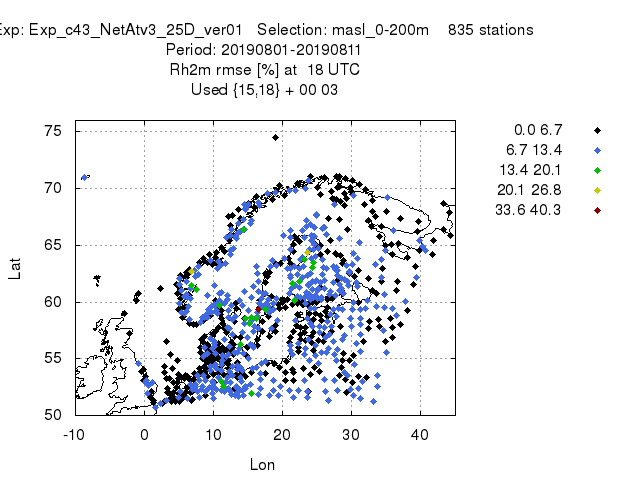 Exp: Exp_c43_NetAtv3_25D_ver01 Selection: masl_0-200m 835 stations
Period: 20190801-20190811
Rh2m rmse [%] at 18 UTC
Used {15,18} + 00 03
75
70
65
60
55
50
-10 0 10 20 30 40
Lat
Lon
0.0 6.7
6.7 13.4
13.4 20.1
20.1 26.8
33.6 40.3